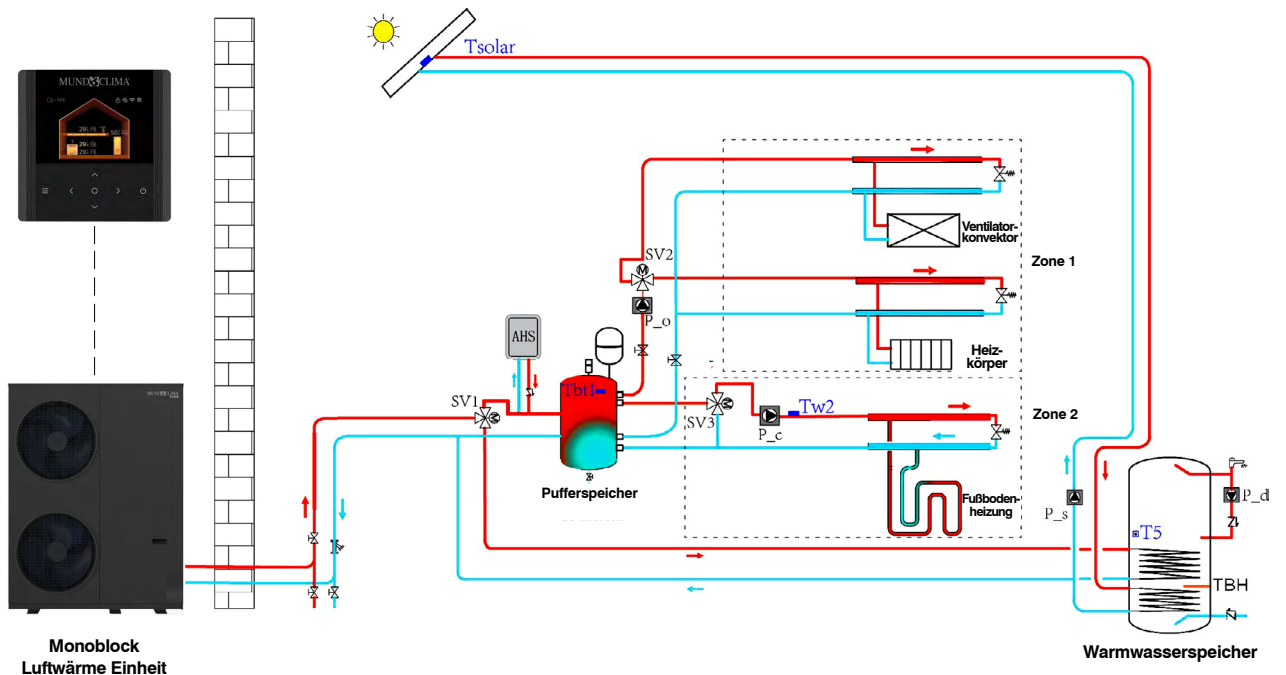 Tsolar
MUNDOCLIMA
SV2
P_o
Ventilator-
konvektor
Zone 1
Heiz-
körper
AHS
SV1
Tbt1
SV3
P_c
Tw2
Zone 2
Fußboden-
heizung
Pufferspeicher
P_s
P_d
T5
TBH
Warmwasserspeicher
MUNDOCLIMA
Monoblock
Luftwärme Einheit
M
M
M